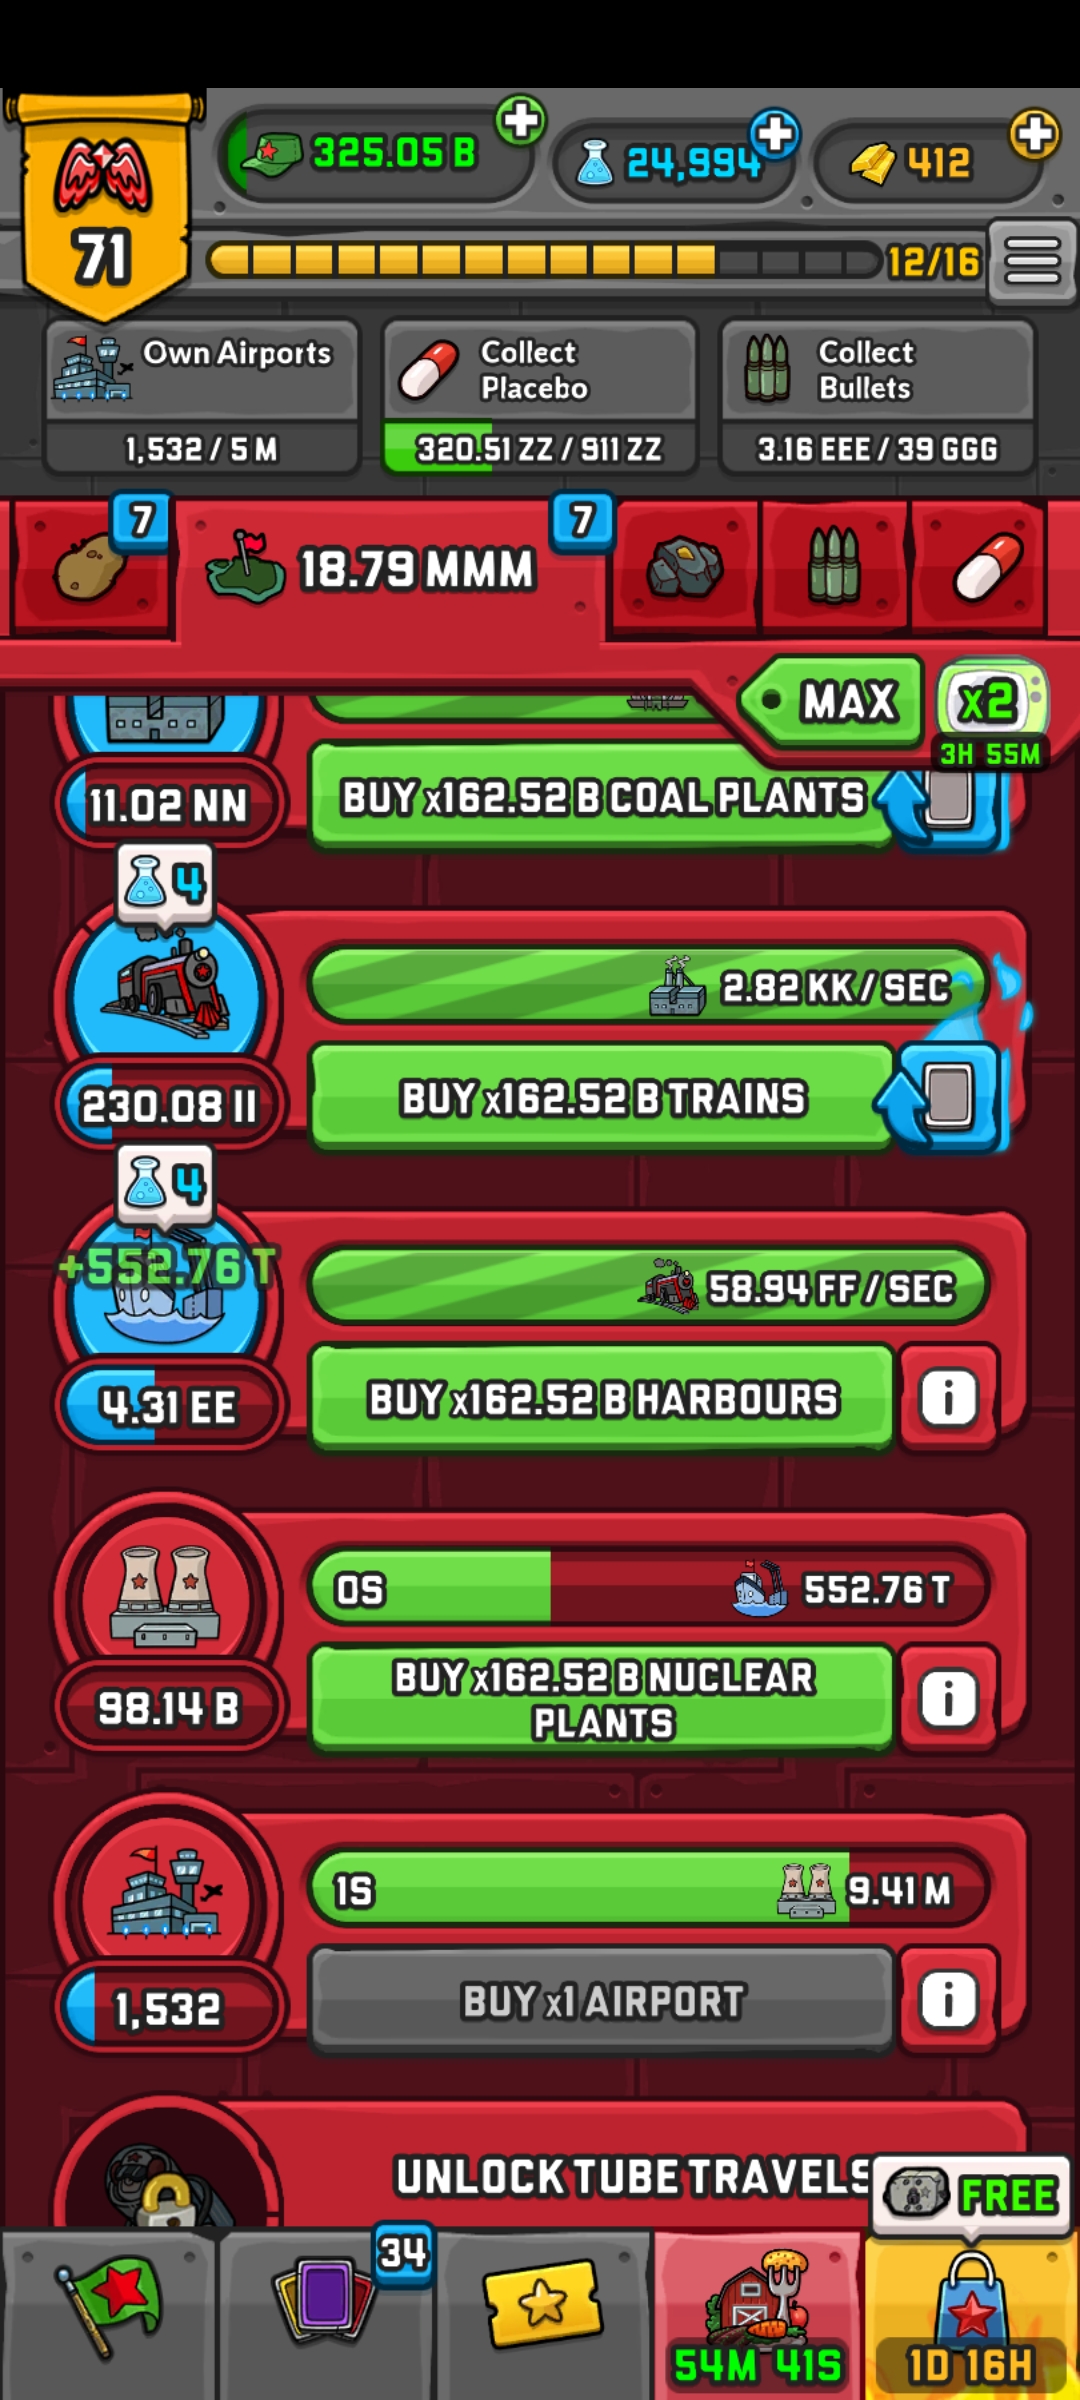 71
325.05 B
24,994
412
12/16
Own Airports
1,532 / 5 M
Collect
Placebo
320.51 ZZ / 911 ZZ
Collect
Bullets
3.16 EEE / 39 GGG
7
18.79 MMM
7
MAX
x2
3H 55M
11.02 NN
BUY x162.52 B COAL PLANTS
4
2.82 KK / SEC
230.08 II
BUY x162.52 B TRAINS
4
+552.76 T
58.94 FF / SEC
4.31 EE
BUY x162.52 B HARBOURS
i
0S
552.76 T
98.14 B
BUY x162.52 B NUCLEAR
PLANTS
i
1S
9.41 M
1,532
BUY x1 AIRPORT
i
UNLOCK TUBE TRAVELS
FREE
34
54M 41S
1D 16H